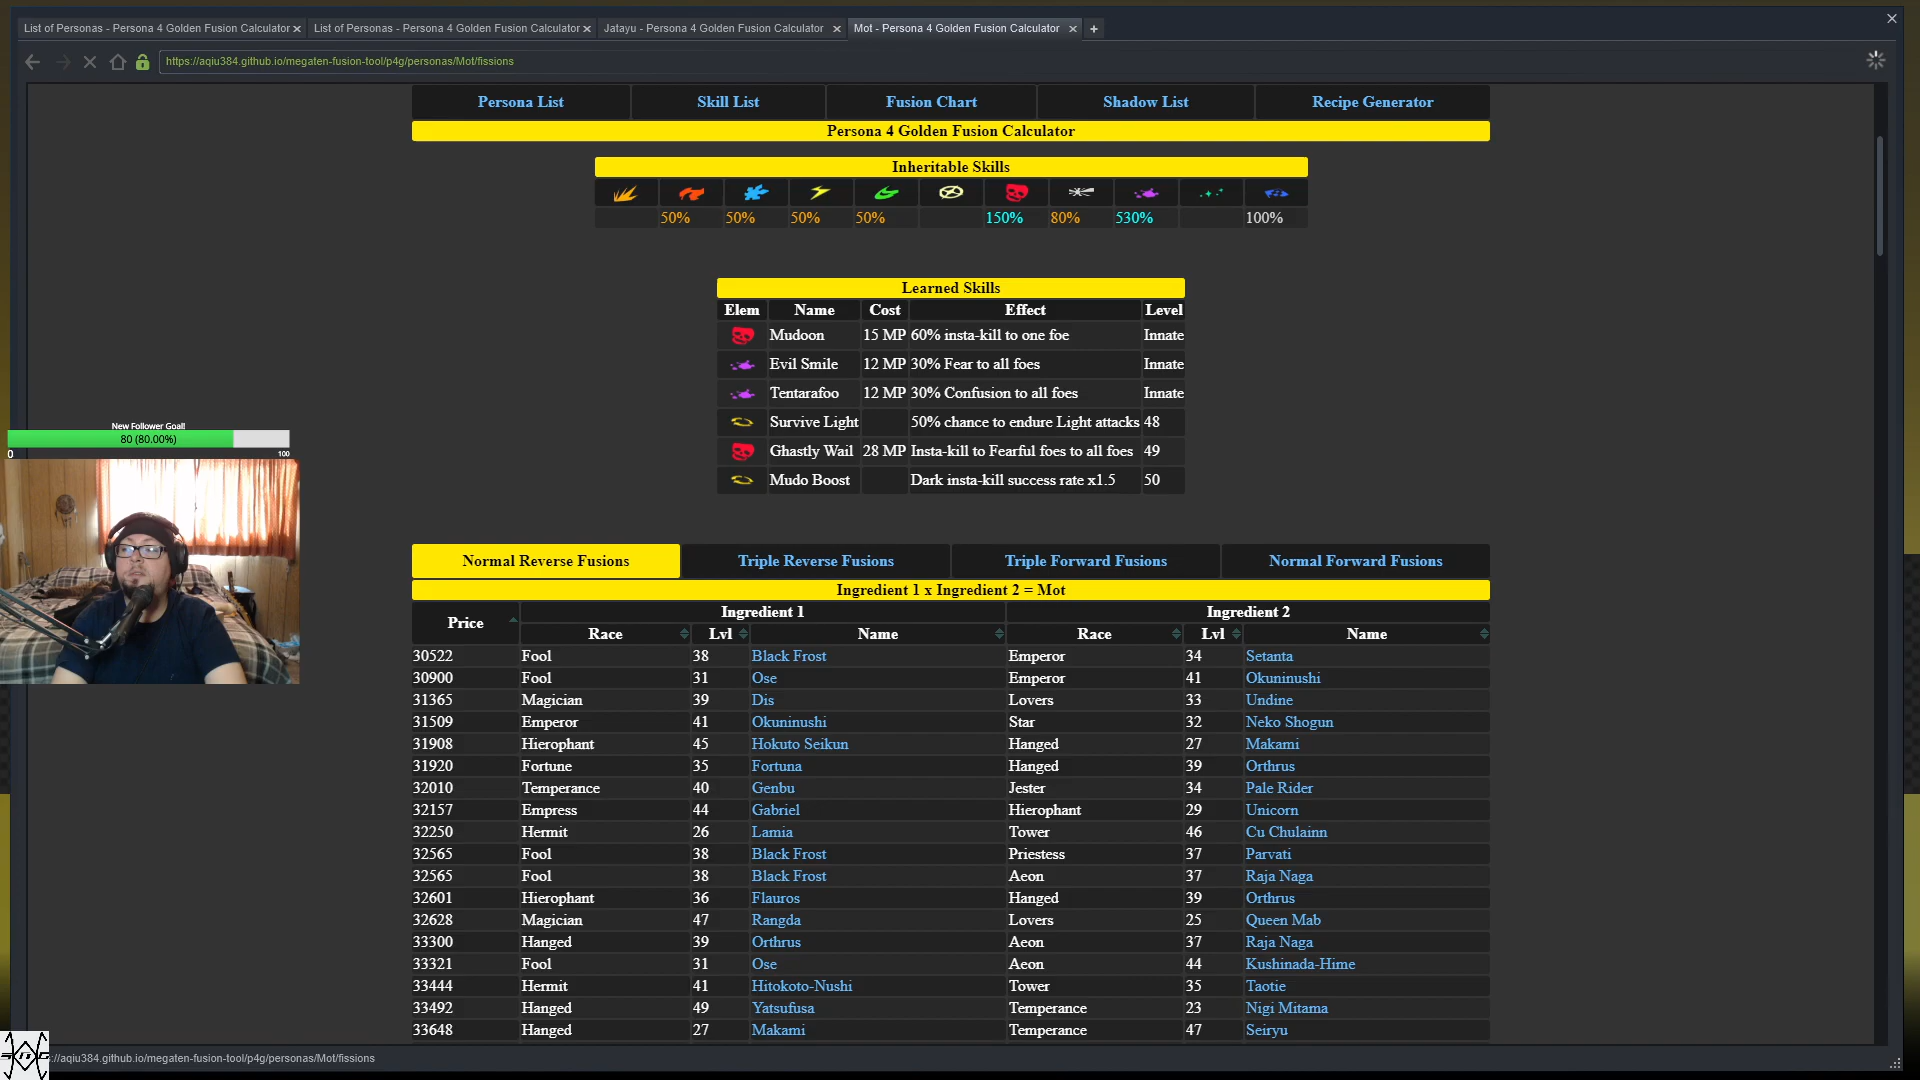 List of Personas - Persona 4 Golden Fusion Calculator
List of Personas - Persona 4 Golden Fusion Calculator
Jatayu - Persona 4 Golden Fusion Calculator
Mot - Persona 4 Golden Fusion Calculator
https://aqiu384.github.io/megaten-fusion-tool/p4g/personas/Mot/fissions
Persona List Skill List Fusion Chart Shadow List Recipe Generator
Persona 4 Golden Fusion Calculator
Inheritable Skills
50% 50% 50% 50% 150% 80% 530% 100%
Learned Skills
Elem Name Cost Effect Level
Mudoon 15 MP 60% insta-kill to one foe Innate
Evil Smile 12 MP 30% Fear to all foes Innate
Tentarafoo 12 MP 30% Confusion to all foes Innate
Survive Light 50% chance to endure Light attacks 48
Ghastly Wail 28 MP Insta-kill to Fearful foes to all foes 49
Mudo Boost Dark insta-kill success rate x1.5 50
New Follower Goal!
80 (80.00%)
0 100
Normal Reverse Fusions Triple Reverse Fusions Triple Forward Fusions Normal Forward Fusions
Ingredient 1 x Ingredient 2 = Mot
Price Ingredient 1 Ingredient 2
Race Lvl Name Race Lvl Name
30522 Fool 38 Black Frost Emperor 34 Setanta
30900 Fool 31 Ose Emperor 41 Okuninushi
31365 Magician 39 Dis Lovers 33 Undine
31509 Emperor 41 Okuninushi Star 32 Neko Shogun
31908 Hierophant 45 Hokuto Seikun Hanged 27 Makami
31920 Fortune 35 Fortuna Hanged 39 Orthrus
32010 Temperance 40 Genbu Jester 34 Pale Rider
32157 Empress 44 Gabriel Hierophant 29 Unicorn
32250 Hermit 26 Lamia Tower 46 Cu Chulainn
32565 Fool 38 Black Frost Priestess 37 Parvati
32565 Fool 38 Black Frost Aeon 37 Raja Naga
32601 Hierophant 36 Flauros Hanged 39 Orthrus
32628 Magician 47 Rangda Lovers 25 Queen Mab
33300 Hanged 39 Orthrus Aeon 37 Raja Naga
33321 Fool 31 Ose Aeon 44 Kushinada-Hime
33444 Hermit 41 Hitokoto-Nushi Tower 35 Taotie
33492 Hanged 49 Yatsufusa Temperance 23 Nigi Mitama
33648 Hanged 27 Makami Temperance 47 Seiryu
://aqiu384.github.io/megaten-fusion-tool/p4g/personas/Mot/fissions